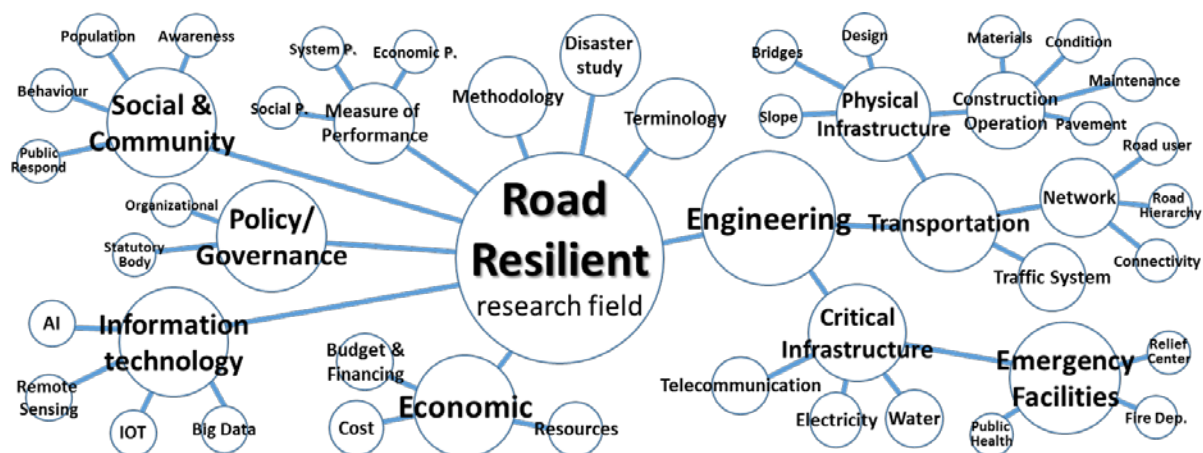 Population
Awareness
Behaviour
Social &
Community
Public
Respond
System P.
Economic P.
Social P.
Measure of
Performance
Methodology
Disaster
study
Terminology
Organizational
Policy/
Governance
Statutory
Body
Road
Resilient
research field
AI
Information
technology
Remote
Sensing
IOT
Big Data
Budget &
Financing
Economic
Cost
Resources
Engineering
Bridges
Design
Slope
Physical
Infrastructure
Materials
Condition
Maintenance
Construction
Operation
Pavement
Transportation
Network
Road user
Road
Hierarchy
Connectivity
Traffic System
Critical
Infrastructure
Telecommunication
Electricity
Water
Emergency
Facilities
Relief
Center
Public
Health
Fire Dep.